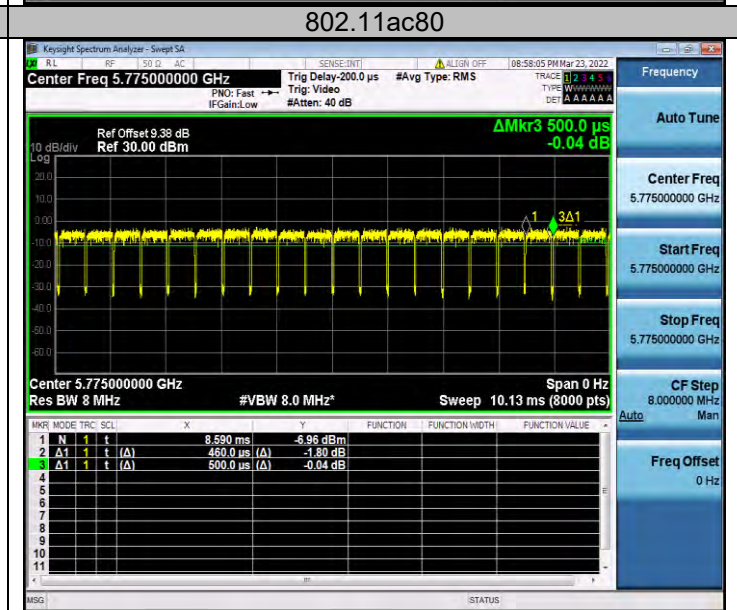 802.11ac80
Keysight Spectrum Analyzer - Swept SA
RL RF 50 Ω AC SENSE:INT ALIGN OFF 08:58:05 PM Mar 23, 2022
Center Freq 5.775000000 GHz
PNO: Fast
IFGain:Low
Trig Delay-200.0 µs
Trig: Video
#Atten: 40 dB
#Avg Type: RMS
TRACE 1 2 3 4 5 6
TYPE W
DET A A A A A A
Ref Offset 9.38 dB
Ref 30.00 dBm
10 dB/div
Log
ΔMkr3 500.0 µs
-0.04 dB
20.0
10.0
0.00
-10.0
-20.0
-30.0
-40.0
-50.0
-60.0
1
3Δ1
Center 5.775000000 GHz
Res BW 8 MHz
#VBW 8.0 MHz*
Span 0 Hz
Sweep 10.13 ms (8000 pts)
MKR MODE TRC SCL X Y FUNCTION FUNCTION WIDTH FUNCTION VALUE
1 N 1 t 8.590 ms -6.96 dBm
2 Δ1 1 t (Δ) 460.0 µs (Δ) -1.80 dB
3 Δ1 1 t (Δ) 500.0 µs (Δ) -0.04 dB
4
5
6
7
8
9
10
11
MSG STATUS
Frequency
Auto Tune
Center Freq
5.775000000 GHz
Start Freq
5.775000000 GHz
Stop Freq
5.775000000 GHz
CF Step
8.000000 MHz
Auto Man
Freq Offset
0 Hz